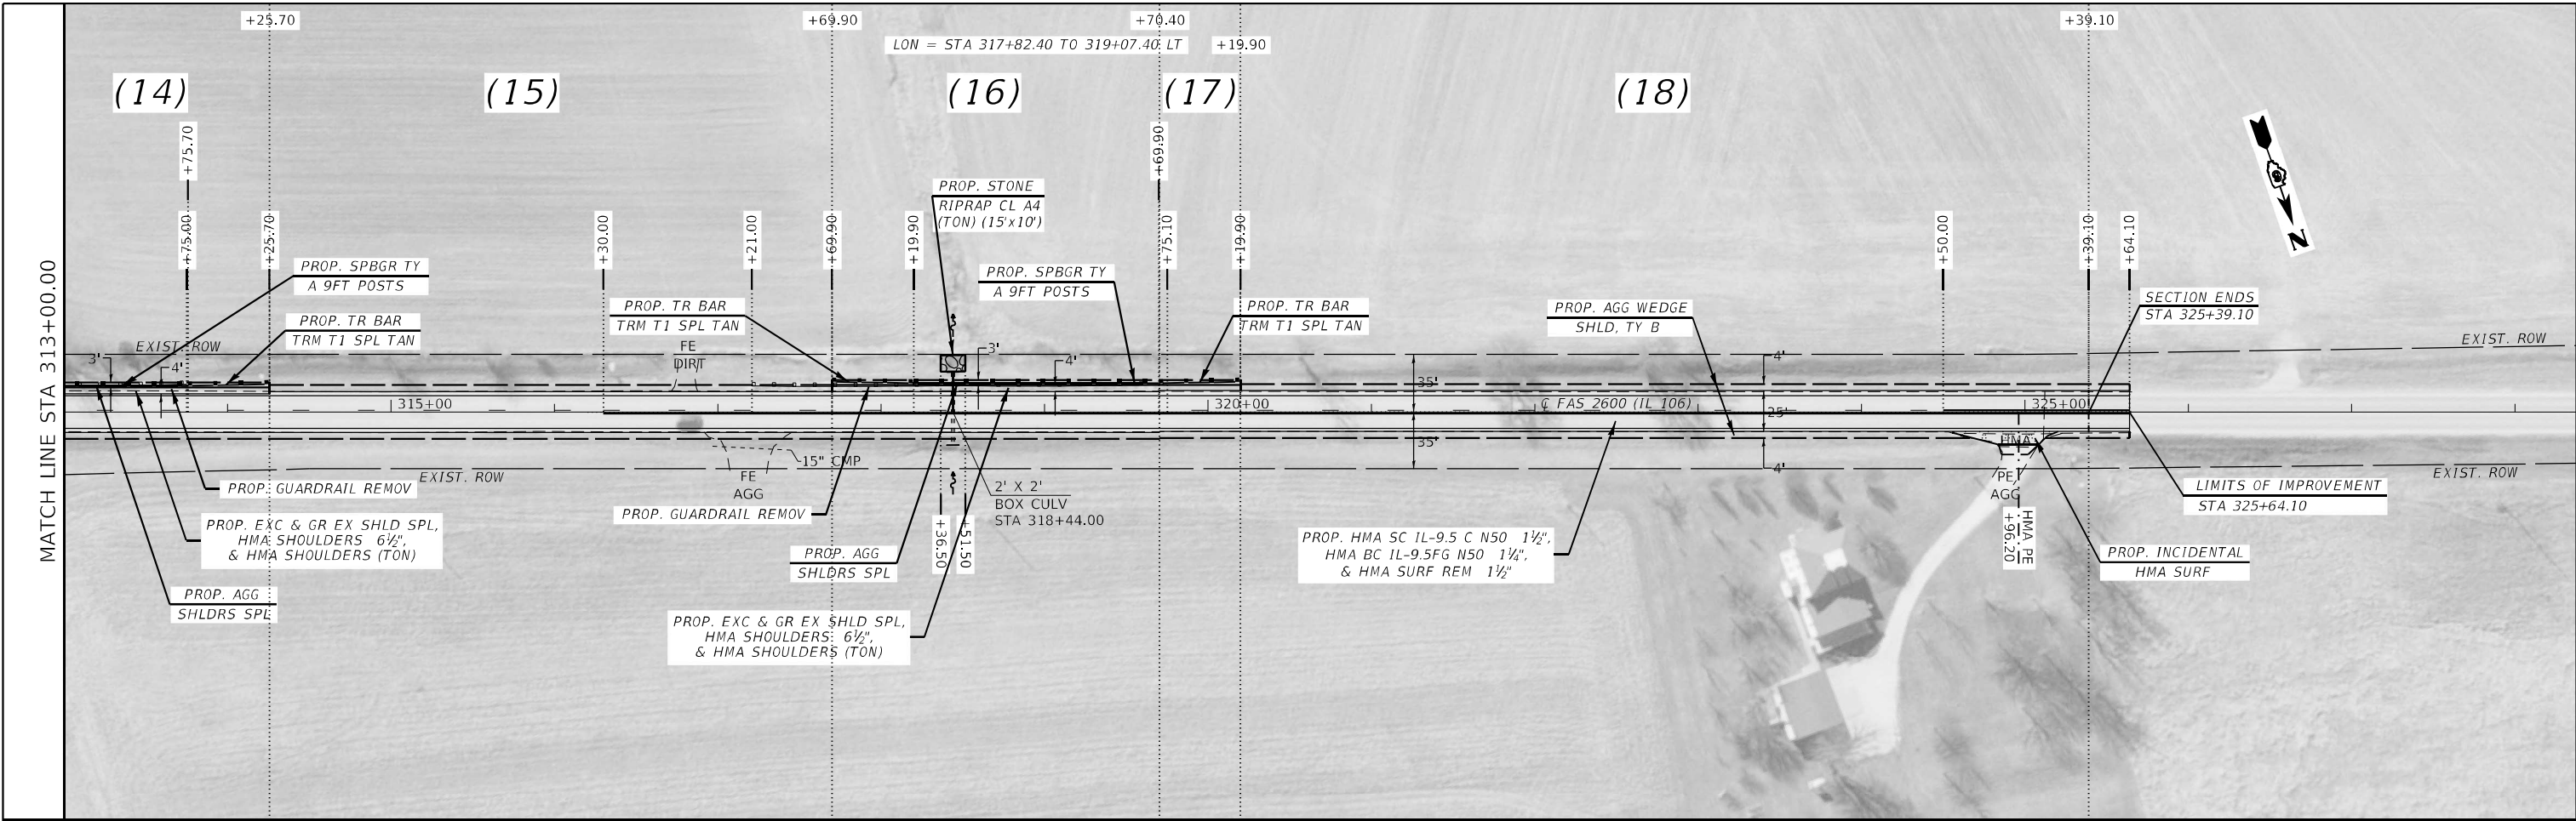 +25.70
+69.90
+70.40
+39.10
LON = STA 317+82.40 TO 319+07.40 LT
+19.90
(14)
(15)
(16)
(17)
(18)
+75.70
+69.90
+75.00
+25.70
+30.00
+21.00
+69.90
+19.90
+75.10
+19.90
+50.00
+39.10
+64.10
N
MATCH LINE STA 313+00.00
PROP. STONE
RIPRAP CL A4
(TON) (15'x10')
PROP. SPBGR TY
A 9FT POSTS
PROP. TR BAR
TRM T1 SPL TAN
PROP. TR BAR
TRM T1 SPL TAN
PROP. SPBGR TY
A 9FT POSTS
PROP. TR BAR
TRM T1 SPL TAN
PROP. AGG WEDGE
SHLD, TY B
SECTION ENDS
STA 325+39.10
EXIST. ROW
EXIST. ROW
3'
4'
FE
DIRT
3'
4'
35'
4'
315+00
320+00
℄ FAS 2600 (IL 106)
325+00
25'
35'
4'
HMA
EXIST. ROW
EXIST. ROW
15" CMP
FE
AGG
PE
AGG
2' X 2'
BOX CULV
STA 318+44.00
+36.50
+51.50
HMA PE
+96.20
PROP. GUARDRAIL REMOV
PROP. EXC & GR EX SHLD SPL,
HMA SHOULDERS 6½",
& HMA SHOULDERS (TON)
PROP. AGG
SHLDRS SPL
PROP. GUARDRAIL REMOV
PROP. AGG
SHLDRS SPL
PROP. EXC & GR EX SHLD SPL,
HMA SHOULDERS 6½",
& HMA SHOULDERS (TON)
PROP. HMA SC IL-9.5 C N50 1½",
HMA BC IL-9.5FG N50 1¼",
& HMA SURF REM 1½"
LIMITS OF IMPROVEMENT
STA 325+64.10
PROP. INCIDENTAL
HMA SURF